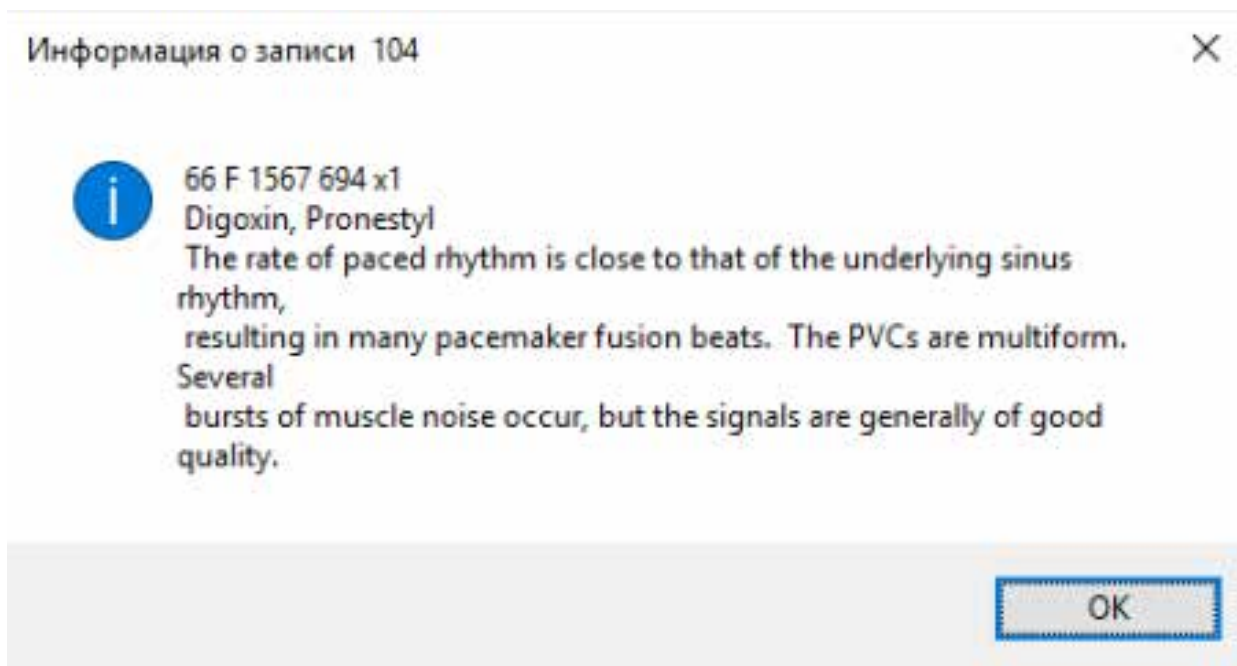 Информация о записи 104
66 F 1567 694 x1
Digoxin, Pronestyl
The rate of paced rhythm is close to that of the underlying sinus
rhythm,
resulting in many pacemaker fusion beats. The PVCs are multiform.
Several
bursts of muscle noise occur, but the signals are generally of good
quality.
OK